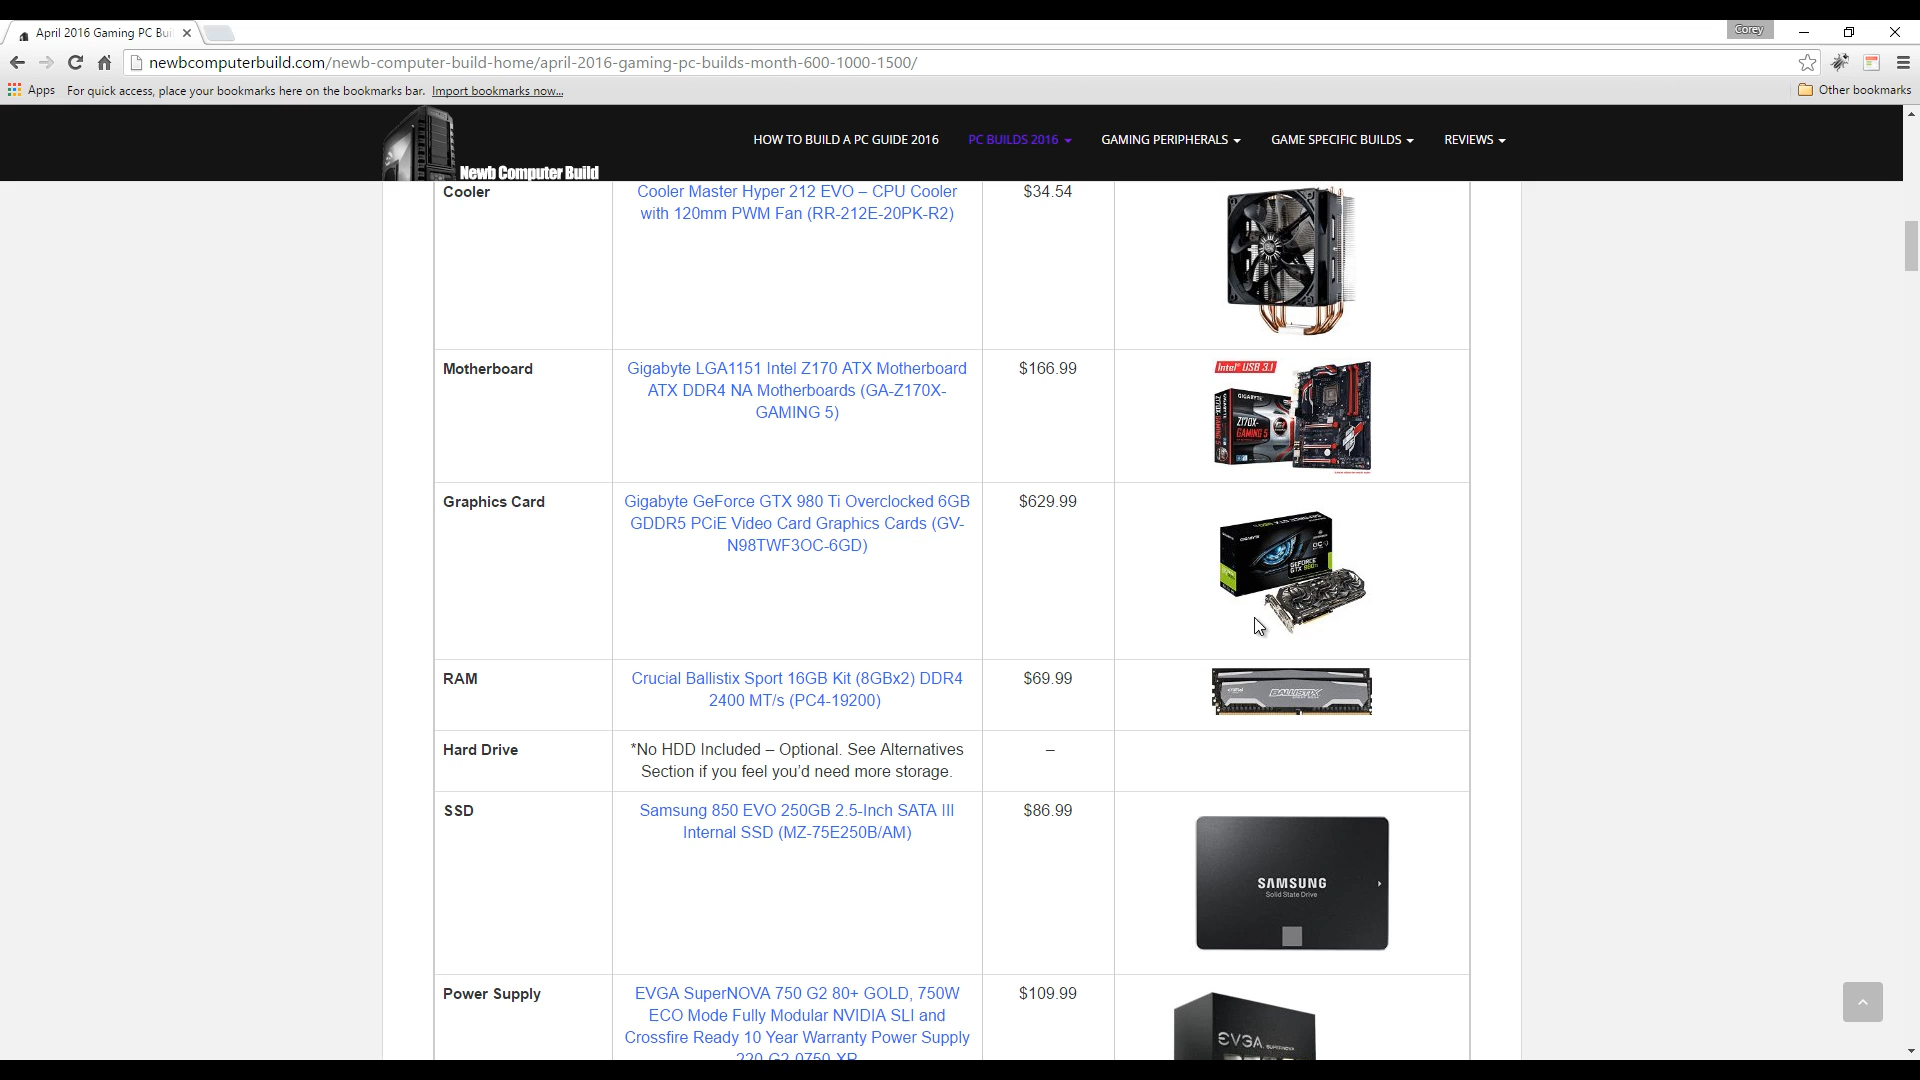 April 2016 Gaming PC Bui
Corey
newbcomputerbuild.com/newb-computer-build-home/april-2016-gaming-pc-builds-month-600-1000-1500/
Apps For quick access, place your bookmarks here on the bookmarks bar. Import bookmarks now... Other bookmarks
Newb Computer Build
HOW TO BUILD A PC GUIDE 2016 PC BUILDS 2016 GAMING PERIPHERALS GAME SPECIFIC BUILDS REVIEWS
Cooler
Cooler Master Hyper 212 EVO – CPU Cooler
with 120mm PWM Fan (RR-212E-20PK-R2)
$34.54
Motherboard
Gigabyte LGA1151 Intel Z170 ATX Motherboard
ATX DDR4 NA Motherboards (GA-Z170X-
GAMING 5)
$166.99
Intel® USB 3.1
GIGABYTE
Z170X-
GAMING 5
Graphics Card
Gigabyte GeForce GTX 980 Ti Overclocked 6GB
GDDR5 PCiE Video Card Graphics Cards (GV-
N98TWF3OC-6GD)
$629.99
GEFORCE
GTX 980Ti
RAM
Crucial Ballistix Sport 16GB Kit (8GBx2) DDR4
2400 MT/s (PC4-19200)
$69.99
BALLISTIX
Hard Drive
*No HDD Included – Optional. See Alternatives
Section if you feel you'd need more storage.
–
SSD
Samsung 850 EVO 250GB 2.5-Inch SATA III
Internal SSD (MZ-75E250B/AM)
$86.99
SAMSUNG
Solid State Drive
Power Supply
EVGA SuperNOVA 750 G2 80+ GOLD, 750W
ECO Mode Fully Modular NVIDIA SLI and
Crossfire Ready 10 Year Warranty Power Supply
220-G2-0750-XR
$109.99
EVGA